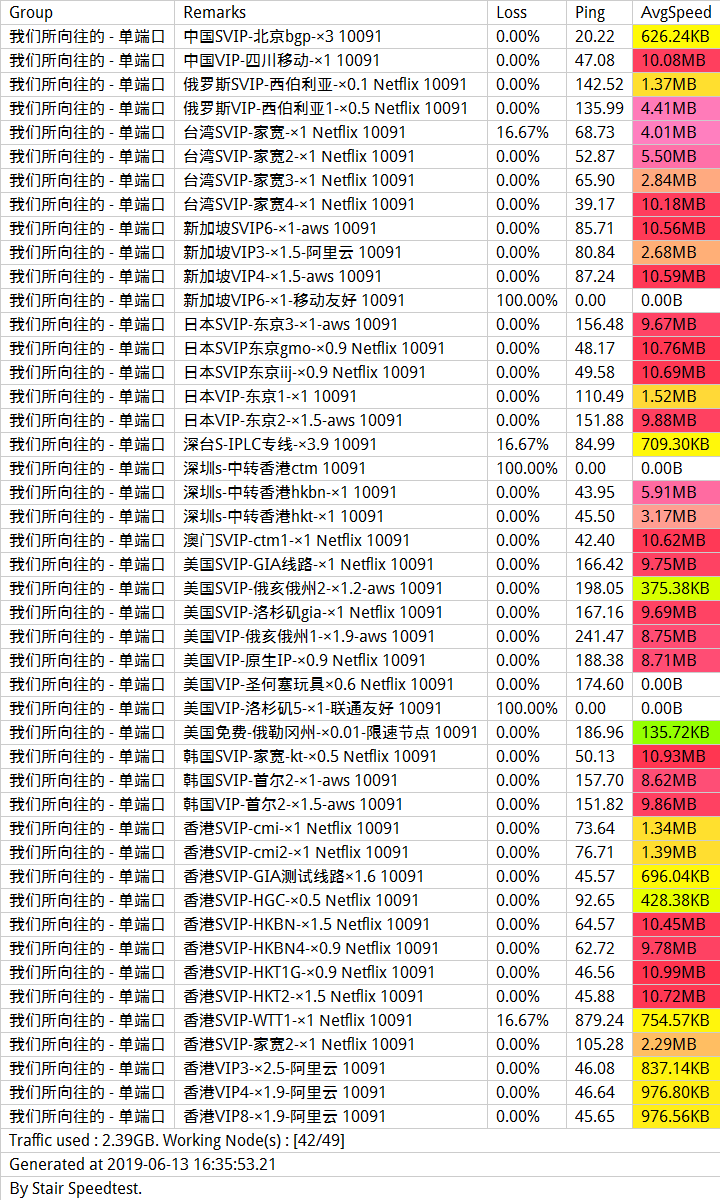 Group Remarks Loss Ping AvgSpeed
我们所向往的 - 单端口 中国SVIP-北京bgp-×3 10091 0.00% 20.22 626.24KB
我们所向往的 - 单端口 中国VIP-四川移动-×1 10091 0.00% 47.08 10.08MB
我们所向往的 - 单端口 俄罗斯SVIP-西伯利亚-×0.1 Netflix 10091 0.00% 142.52 1.37MB
我们所向往的 - 单端口 俄罗斯VIP-西伯利亚1-×0.5 Netflix 10091 0.00% 135.99 4.41MB
我们所向往的 - 单端口 台湾SVIP-家宽-×1 Netflix 10091 16.67% 68.73 4.01MB
我们所向往的 - 单端口 台湾SVIP-家宽2-×1 Netflix 10091 0.00% 52.87 5.50MB
我们所向往的 - 单端口 台湾SVIP-家宽3-×1 Netflix 10091 0.00% 65.90 2.84MB
我们所向往的 - 单端口 台湾SVIP-家宽4-×1 Netflix 10091 0.00% 39.17 10.18MB
我们所向往的 - 单端口 新加坡SVIP6-×1-aws 10091 0.00% 85.71 10.56MB
我们所向往的 - 单端口 新加坡VIP3-×1.5-阿里云 10091 0.00% 80.84 2.68MB
我们所向往的 - 单端口 新加坡VIP4-×1.5-aws 10091 0.00% 87.24 10.59MB
我们所向往的 - 单端口 新加坡VIP6-×1-移动友好 10091 100.00% 0.00 0.00B
我们所向往的 - 单端口 日本SVIP-东京3-×1-aws 10091 0.00% 156.48 9.67MB
我们所向往的 - 单端口 日本SVIP东京gmo-×0.9 Netflix 10091 0.00% 48.17 10.76MB
我们所向往的 - 单端口 日本SVIP东京iij-×0.9 Netflix 10091 0.00% 49.58 10.69MB
我们所向往的 - 单端口 日本VIP-东京1-×1 10091 0.00% 110.49 1.52MB
我们所向往的 - 单端口 日本VIP-东京2-×1.5-aws 10091 0.00% 151.88 9.88MB
我们所向往的 - 单端口 深台S-IPLC专线-×3.9 10091 16.67% 84.99 709.30KB
我们所向往的 - 单端口 深圳s-中转香港ctm 10091 100.00% 0.00 0.00B
我们所向往的 - 单端口 深圳s-中转香港hkbn-×1 10091 0.00% 43.95 5.91MB
我们所向往的 - 单端口 深圳s-中转香港hkt-×1 10091 0.00% 45.50 3.17MB
我们所向往的 - 单端口 澳门SVIP-ctm1-×1 Netflix 10091 0.00% 42.40 10.62MB
我们所向往的 - 单端口 美国SVIP-GIA线路-×1 Netflix 10091 0.00% 166.42 9.75MB
我们所向往的 - 单端口 美国SVIP-俄亥俄州2-×1.2-aws 10091 0.00% 198.05 375.38KB
我们所向往的 - 单端口 美国SVIP-洛杉矶gia-×1 Netflix 10091 0.00% 167.16 9.69MB
我们所向往的 - 单端口 美国VIP-俄亥俄州1-×1.9-aws 10091 0.00% 241.47 8.75MB
我们所向往的 - 单端口 美国VIP-原生IP-×0.9 Netflix 10091 0.00% 188.38 8.71MB
我们所向往的 - 单端口 美国VIP-圣何塞玩具×0.6 Netflix 10091 0.00% 174.60 0.00B
我们所向往的 - 单端口 美国VIP-洛杉矶5-×1-联通友好 10091 100.00% 0.00 0.00B
我们所向往的 - 单端口 美国免费-俄勒冈州-×0.01-限速节点 10091 0.00% 186.96 135.72KB
我们所向往的 - 单端口 韩国SVIP-家宽-kt-×0.5 Netflix 10091 0.00% 50.13 10.93MB
我们所向往的 - 单端口 韩国SVIP-首尔2-×1-aws 10091 0.00% 157.70 8.62MB
我们所向往的 - 单端口 韩国VIP-首尔2-×1.5-aws 10091 0.00% 151.82 9.86MB
我们所向往的 - 单端口 香港SVIP-cmi-×1 Netflix 10091 0.00% 73.64 1.34MB
我们所向往的 - 单端口 香港SVIP-cmi2-×1 Netflix 10091 0.00% 76.71 1.39MB
我们所向往的 - 单端口 香港SVIP-GIA测试线路×1.6 10091 0.00% 45.57 696.04KB
我们所向往的 - 单端口 香港SVIP-HGC-×0.5 Netflix 10091 0.00% 92.65 428.38KB
我们所向往的 - 单端口 香港SVIP-HKBN-×1.5 Netflix 10091 0.00% 64.57 10.45MB
我们所向往的 - 单端口 香港SVIP-HKBN4-×0.9 Netflix 10091 0.00% 62.72 9.78MB
我们所向往的 - 单端口 香港SVIP-HKT1G-×0.9 Netflix 10091 0.00% 46.56 10.99MB
我们所向往的 - 单端口 香港SVIP-HKT2-×1.5 Netflix 10091 0.00% 45.88 10.72MB
我们所向往的 - 单端口 香港SVIP-WTT1-×1 Netflix 10091 16.67% 879.24 754.57KB
我们所向往的 - 单端口 香港SVIP-家宽2-×1 Netflix 10091 0.00% 105.28 2.29MB
我们所向往的 - 单端口 香港VIP3-×2.5-阿里云 10091 0.00% 46.08 837.14KB
我们所向往的 - 单端口 香港VIP4-×1.9-阿里云 10091 0.00% 46.64 976.80KB
我们所向往的 - 单端口 香港VIP8-×1.9-阿里云 10091 0.00% 45.65 976.56KB
Traffic used : 2.39GB. Working Node(s) : [42/49]
Generated at 2019-06-13 16:35:53.21
By Stair Speedtest.